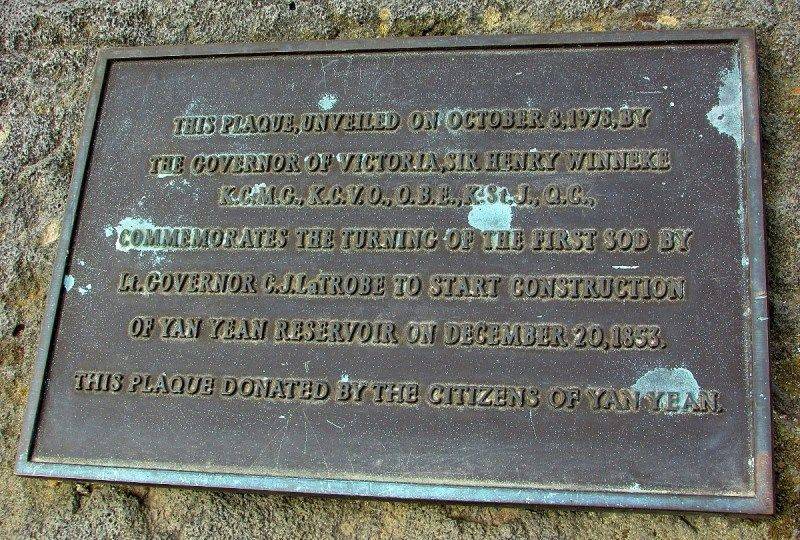 THIS PLAQUE, UNVEILED ON OCTOBER 8, 1978, BY
THE GOVERNOR OF VICTORIA, SIR HENRY WINNEKE
K.C.M.G., K.C.V.O., O.B.E., K.St.J., Q.C.,
COMMEMORATES THE TURNING OF THE FIRST SOD BY
Lt. GOVERNOR C.J. LaTROBE TO START CONSTRUCTION
OF YAN YEAN RESERVOIR ON DECEMBER 20, 1853.
THIS PLAQUE DONATED BY THE CITIZENS OF YAN YEAN.